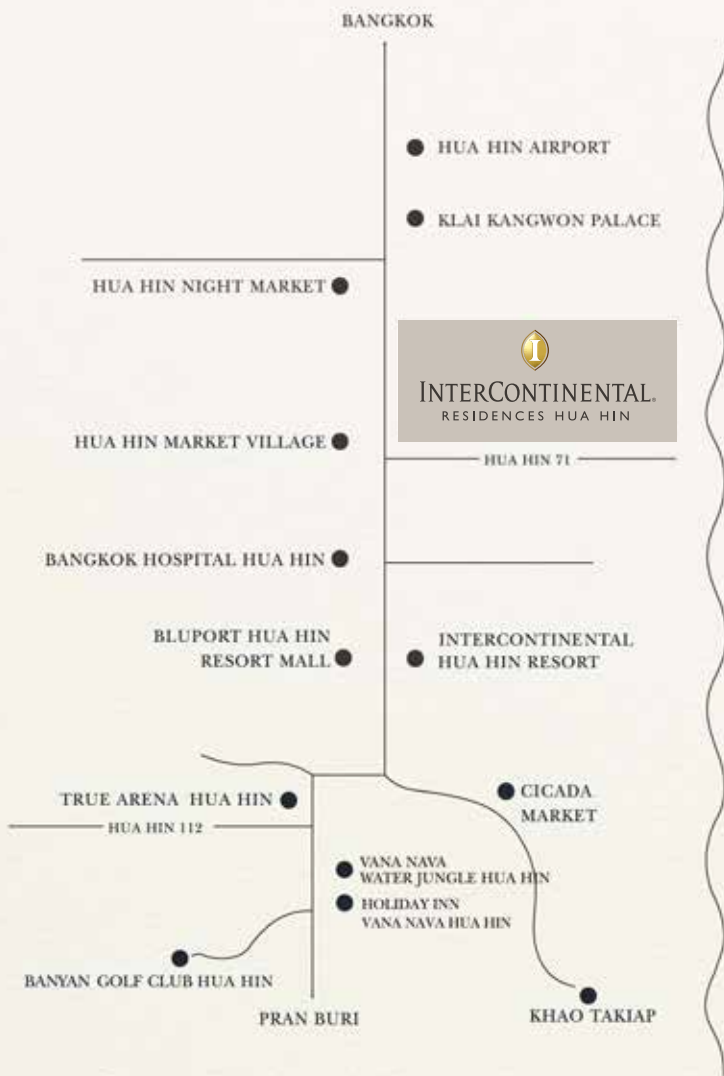 BANGKOK
HUA HIN AIRPORT
KLAI KANGWON PALACE
HUA HIN NIGHT MARKET
I
INTERCONTINENTAL®
RESIDENCES HUA HIN
HUA HIN MARKET VILLAGE
HUA HIN 71
BANGKOK HOSPITAL HUA HIN
BLUPORT HUA HIN
RESORT MALL
INTERCONTINENTAL
HUA HIN RESORT
TRUE ARENA HUA HIN
CICADA
MARKET
HUA HIN 112
VANA NAVA
WATER JUNGLE HUA HIN
HOLIDAY INN
VANA NAVA HUA HIN
BANYAN GOLF CLUB HUA HIN
PRAN BURI
KHAO TAKIAP